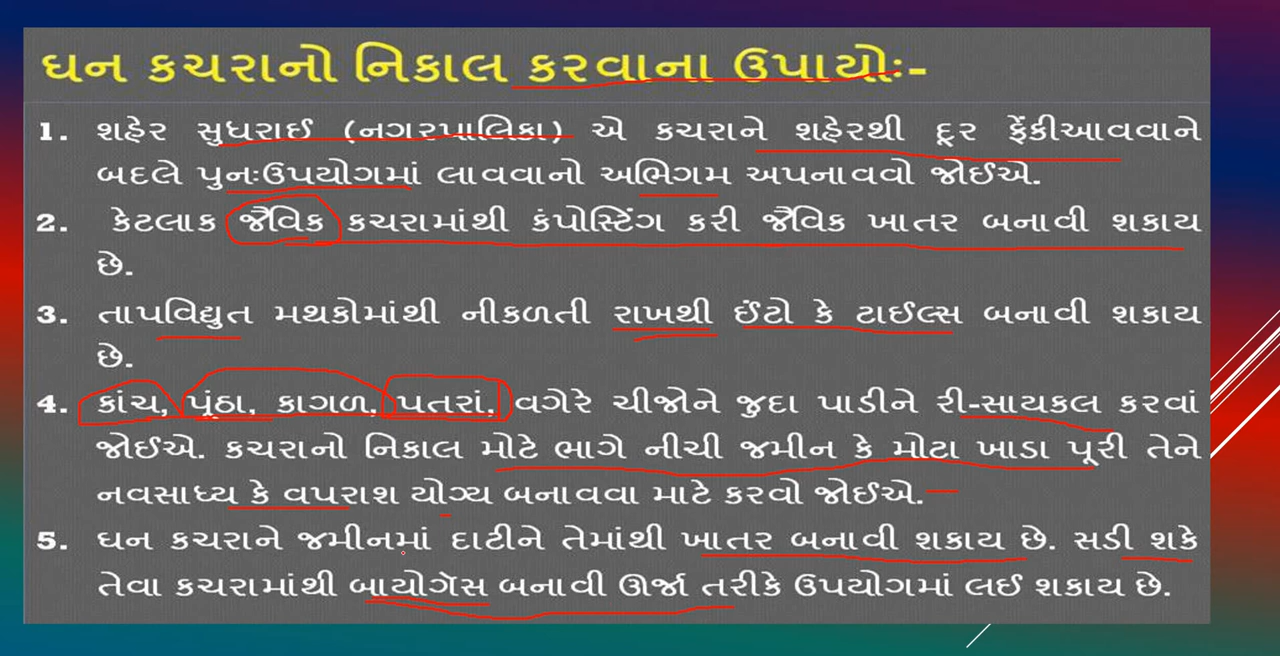 ઘન કચરાનો નિકાલ કરવાના ઉપાયોઃ-
1. શહેર સુધરાઈ (નગરપાલિકા) એ કચરાને શહેરથી દૂર ફેંકીઆવવાને
બદલે પુનઃઉપયોગમાં લાવવાનો અભિગમ અપનાવવો જોઈએ.
2. કેટલાક જૈવિક કચરામાંથી કંપોસ્ટિંગ કરી જૈવિક ખાતર બનાવી શકાય
છે.
3. તાપવિદ્યુત મથકોમાંથી નીકળતી રાખથી ઈંટો કે ટાઈલ્સ બનાવી શકાય
છે.
4. કાંચ, પૂંઠા, કાગળ, પતરાં, વગેરે ચીજોને જુદા પાડીને રી-સાયકલ કરવાં
જોઈએ. કચરાનો નિકાલ મોટે ભાગે નીચી જમીન કે મોટા ખાડા પૂરી તેને
નવસાધ્ય કે વપરાશ યોગ્ય બનાવવા માટે કરવો જોઈએ.
5. ઘન કચરાને જમીનમાં દાટીને તેમાંથી ખાતર બનાવી શકાય છે. સડી શકે
તેવા કચરામાંથી બાયોગૅસ બનાવી ઊર્જા તરીકે ઉપયોગમાં લઈ શકાય છે.